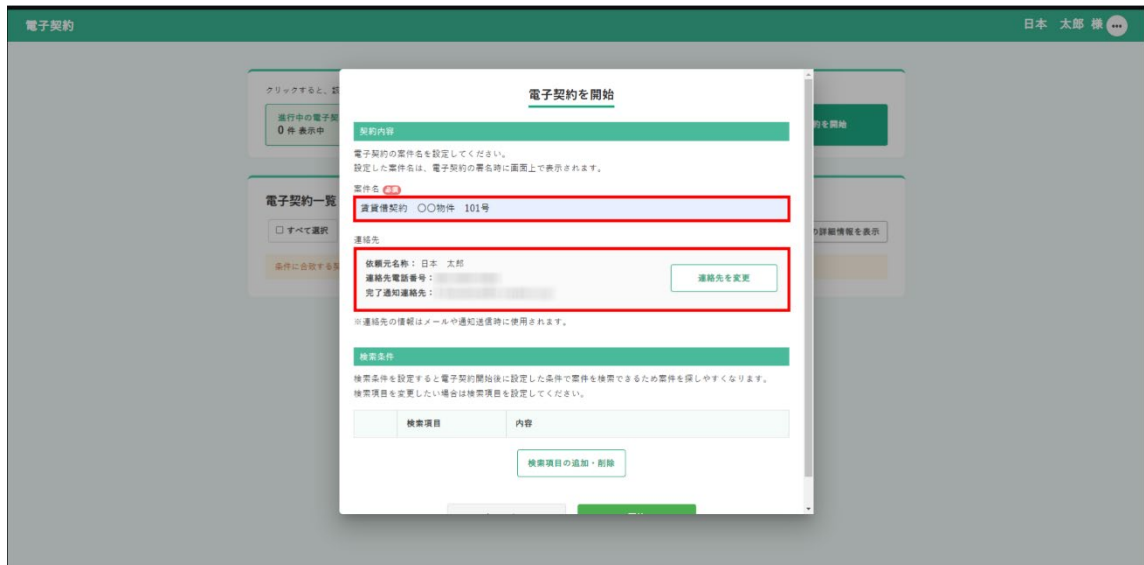 電子契約
日本 太郎 様
クリックすると、
進行中の電子契
0 件 表示中
を開始
電子契約一覧
すべて選択
の詳細情報を表示
条件に合致する
電子契約を開始
契約内容
電子契約の案件名を設定してください。
設定した案件名は、電子契約の署名時に画面上で表示されます。
案件名 必須
賃貸借契約 〇〇物件 101号
連絡先
依頼元名称： 日本 太郎
連絡先電話番号：
完了通知連絡先：
連絡先を変更
※連絡先の情報はメールや通知送信時に使用されます。
検索条件
検索条件を設定すると電子契約開始後に設定した条件で案件を検索できるため案件を探しやすくなります。
検索項目を変更したい場合は検索項目を設定してください。
検索項目 内容
検索項目の追加・削除